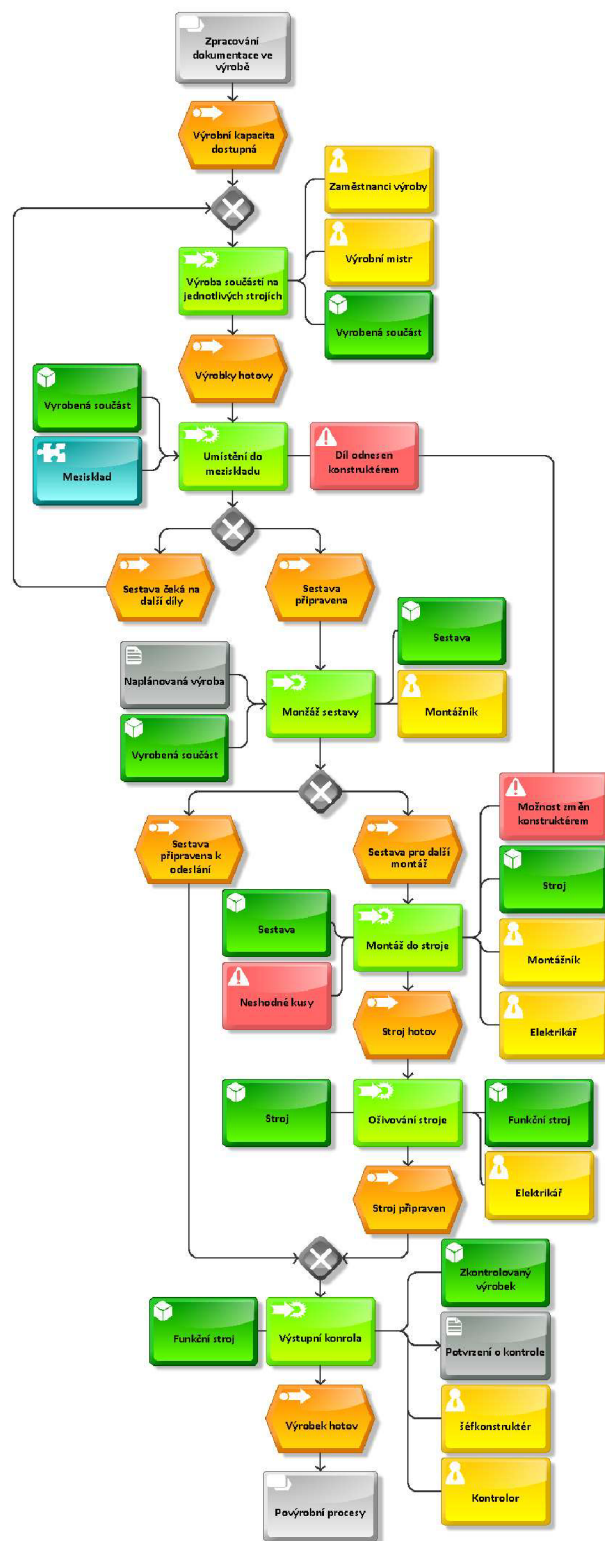 Zpracování
dokumentace ve
výrobě
Výrobní kapacita
dostupná
Zaměstnanci výroby
Výrobní mistr
Výroba součástí na
jednotlivých strojích
Vyrobená součást
Výrobky hotovy
Vyrobená součást
Mezisklad
Umístění do
meziskladu
Díl odnesen
konstruktérem
Sestava čeká na
další díly
Sestava
připravena
Sestava
Naplánovaná výroba
Monžáž sestavy
Montážník
Vyrobená součást
Možnost změn
konstruktérem
Sestava
připravena k
odeslání
Sestava pro další
montáž
Stroj
Sestava
Montáž do stroje
Montážník
Neshodné kusy
Stroj hotov
Elektrikář
Stroj
Oživování stroje
Funkční stroj
Elektrikář
Stroj připraven
Zkontrolovaný
výrobek
Funkční stroj
Výstupní konrola
Potvrzení o kontrole
Výrobek hotov
šéfkonstruktér
Kontrolor
Povýrobní procesy